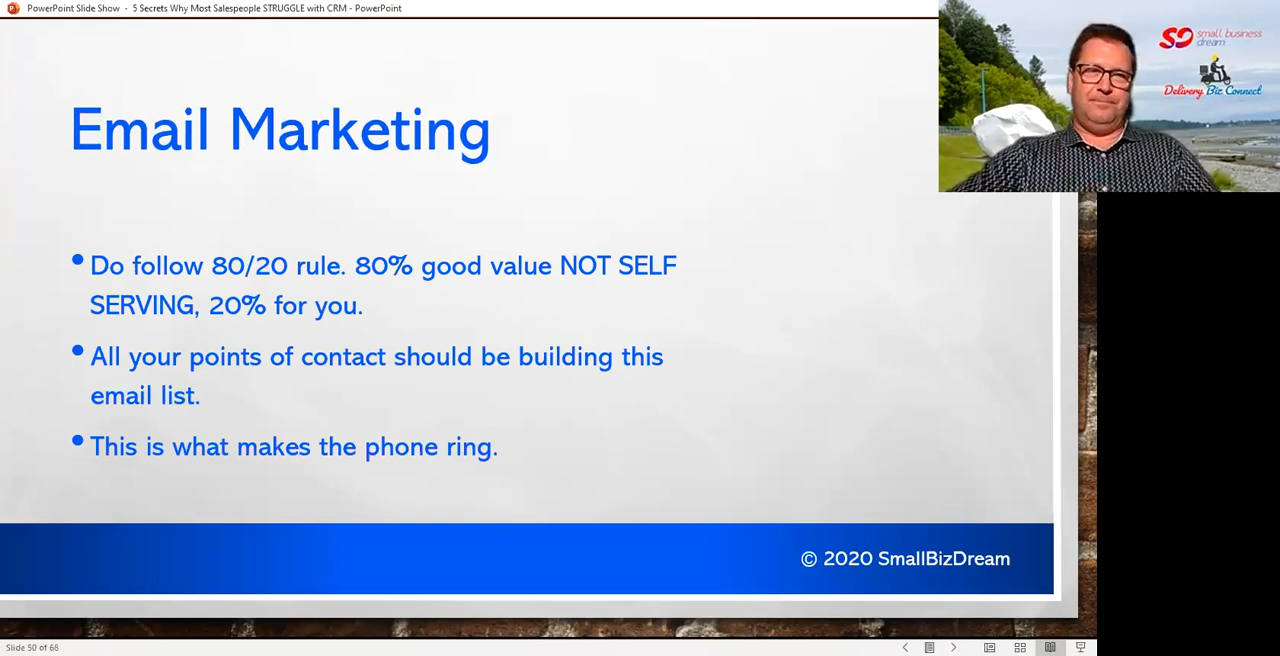 PowerPoint Slide Show - 5 Secrets Why Most Salespeople STRUGGLE with CRM - PowerPoint
small business
dream
Delivery Biz Connect
Email Marketing
• Do follow 80/20 rule. 80% good value NOT SELF
SERVING, 20% for you.
• All your points of contact should be building this
email list.
• This is what makes the phone ring.
© 2020 SmallBizDream
Slide 50 of 68